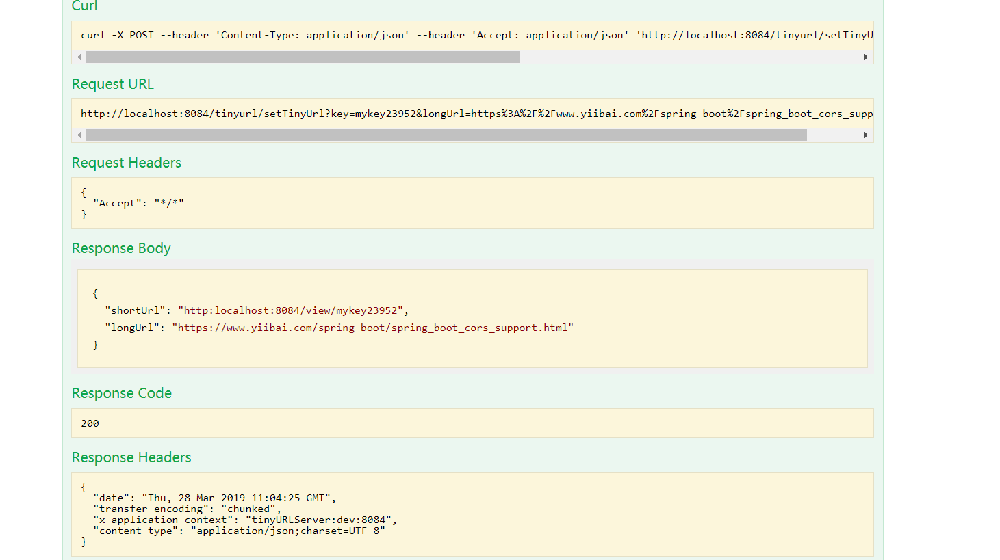 Curl
curl -X POST --header 'Content-Type: application/json' --header 'Accept: application/json' 'http://localhost:8084/tinyurl/setTinyU
Request URL
http://localhost:8084/tinyurl/setTinyUrl?key=mykey23952&longUrl=https%3A%2F%2Fwww.yiibai.com%2Fspring-boot%2Fspring_boot_cors_supp
Request Headers
{
  "Accept": "*/*"
}
Response Body
{
  "shortUrl": "http:localhost:8084/view/mykey23952",
  "longUrl": "https://www.yiibai.com/spring-boot/spring_boot_cors_support.html"
}
Response Code
200
Response Headers
{
  "date": "Thu, 28 Mar 2019 11:04:25 GMT",
  "transfer-encoding": "chunked",
  "x-application-context": "tinyURLServer:dev:8084",
  "content-type": "application/json;charset=UTF-8"
}